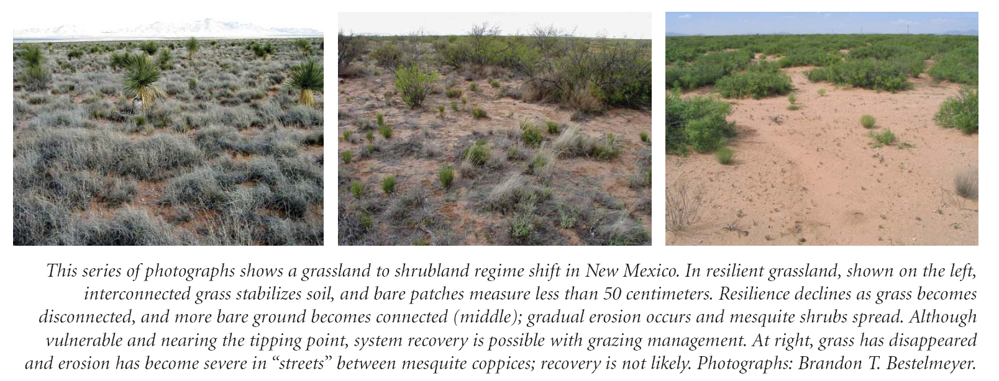 This series of photographs shows a grassland to shrubland regime shift in New Mexico. In resilient grassland, shown on the left,
interconnected grass stabilizes soil, and bare patches measure less than 50 centimeters. Resilience declines as grass becomes
disconnected, and more bare ground becomes connected (middle); gradual erosion occurs and mesquite shrubs spread. Although
vulnerable and nearing the tipping point, system recovery is possible with grazing management. At right, grass has disappeared
and erosion has become severe in “streets” between mesquite coppices; recovery is not likely. Photographs: Brandon T. Bestelmeyer.